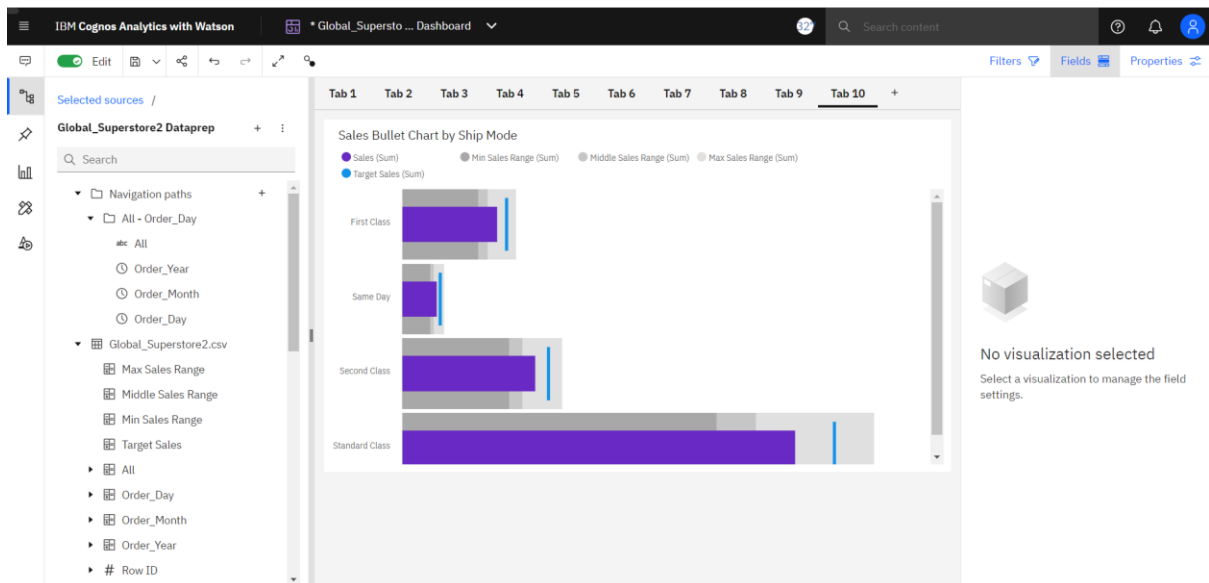 IBM Cognos Analytics with Watson
* Global_Supersto ... Dashboard
Search content
Edit
Filters
Fields
Properties
Selected sources /
Global_Superstore2 Dataprep
Search
Navigation paths
All - Order_Day
abc All
Order_Year
Order_Month
Order_Day
Global_Superstore2.csv
Max Sales Range
Middle Sales Range
Min Sales Range
Target Sales
All
Order_Day
Order_Month
Order_Year
# Row ID
Tab 1 Tab 2 Tab 3 Tab 4 Tab 5 Tab 6 Tab 7 Tab 8 Tab 9 Tab 10 +
Sales Bullet Chart by Ship Mode
Sales (Sum) Min Sales Range (Sum) Middle Sales Range (Sum) Max Sales Range (Sum)
Target Sales (Sum)
First Class
Same Day
Second Class
Standard Class
No visualization selected
Select a visualization to manage the field
settings.